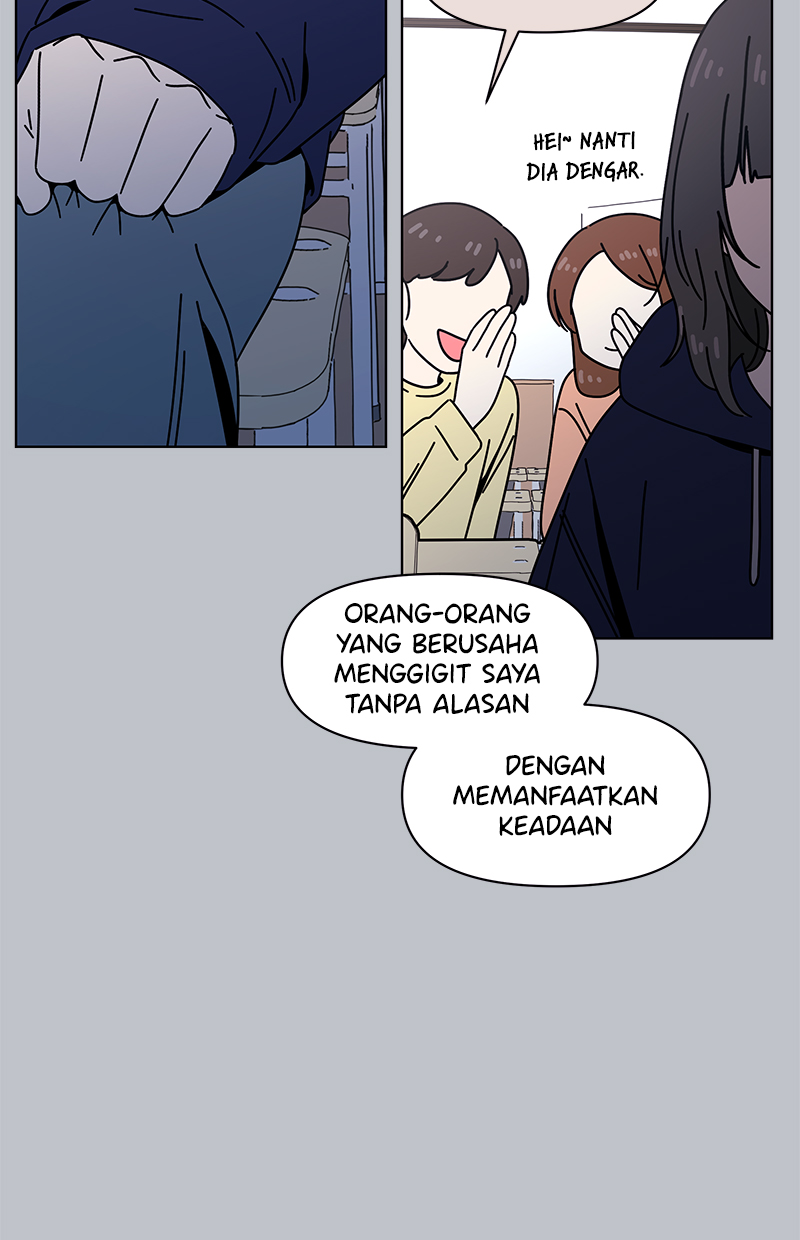 HEI~ NANTI
DIA DENGAR.
ORANG-ORANG
YANG BERUSAHA
MENGGIGIT SAYA
TANPA ALASAN
DENGAN
MEMANFAATKAN
KEADAAN